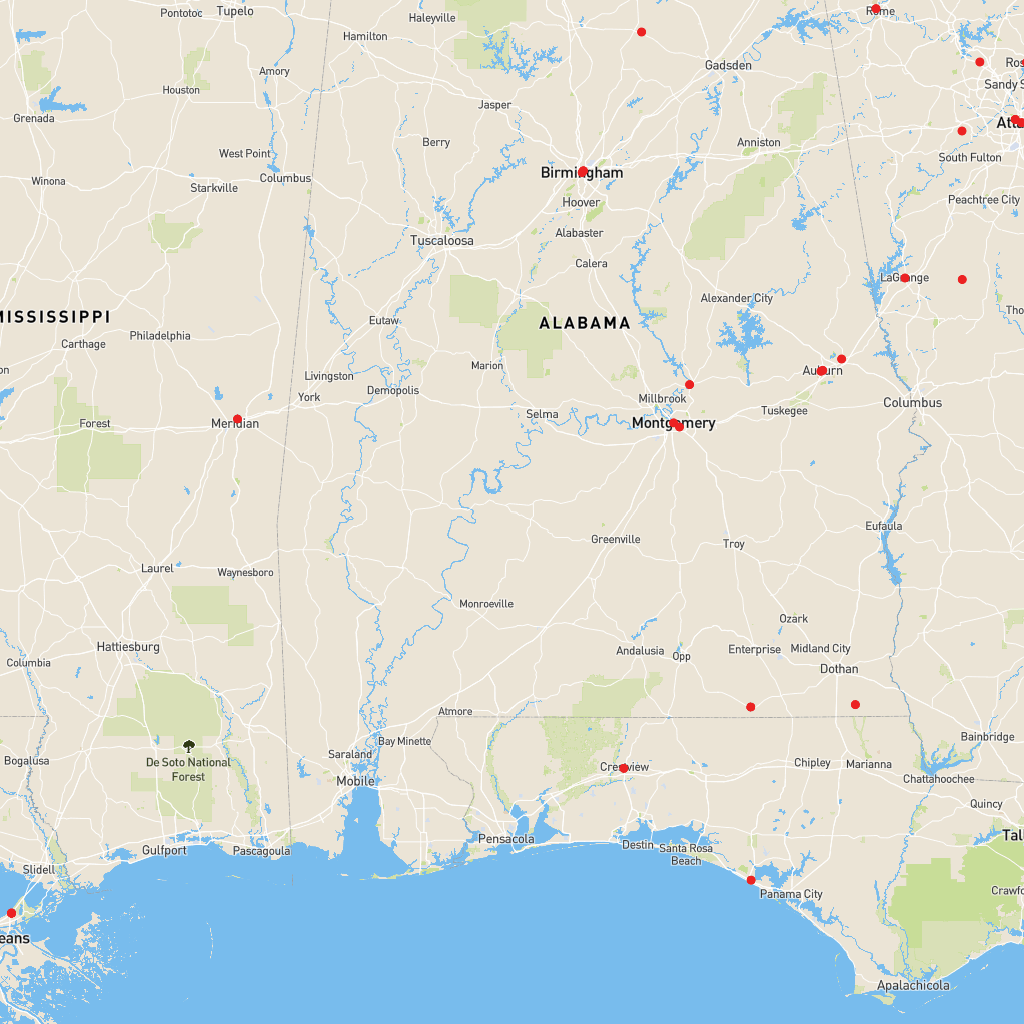 Pontotoc
Tupelo
Haleyville
Rome
Hamilton
Gadsden
Amory
Houston
Jasper
Sandy S
Ros
Grenada
Atl
Berry
Anniston
West Point
South Fulton
Winona
Starkville
Columbus
Birmingham
Hoover
Peachtree City
Alabaster
Tuscaloosa
Calera
LaGrange
Alexander City
Tho
MISSISSIPPI
Eutaw
ALABAMA
Philadelphia
Carthage
Marion
on
Livingston
Auburn
Demopolis
York
Millbrook
Columbus
Selma
Tuskegee
Forest
Meridian
Montgomery
Eufaula
Greenville
Troy
Laurel
Waynesboro
Monroeville
Ozark
Hattiesburg
Andalusia
Opp
Enterprise
Midland City
Columbia
Dothan
Atmore
Bay Minette
Bainbridge
Saraland
Bogalusa
De Soto National
Forest
Crestview
Chipley
Marianna
Mobile
Chattahoochee
Quincy
Tal
Pensacola
Destin
Santa Rosa
Beach
Gulfport
Pascagoula
Slidell
Panama City
Crawfo
eans
Apalachicola